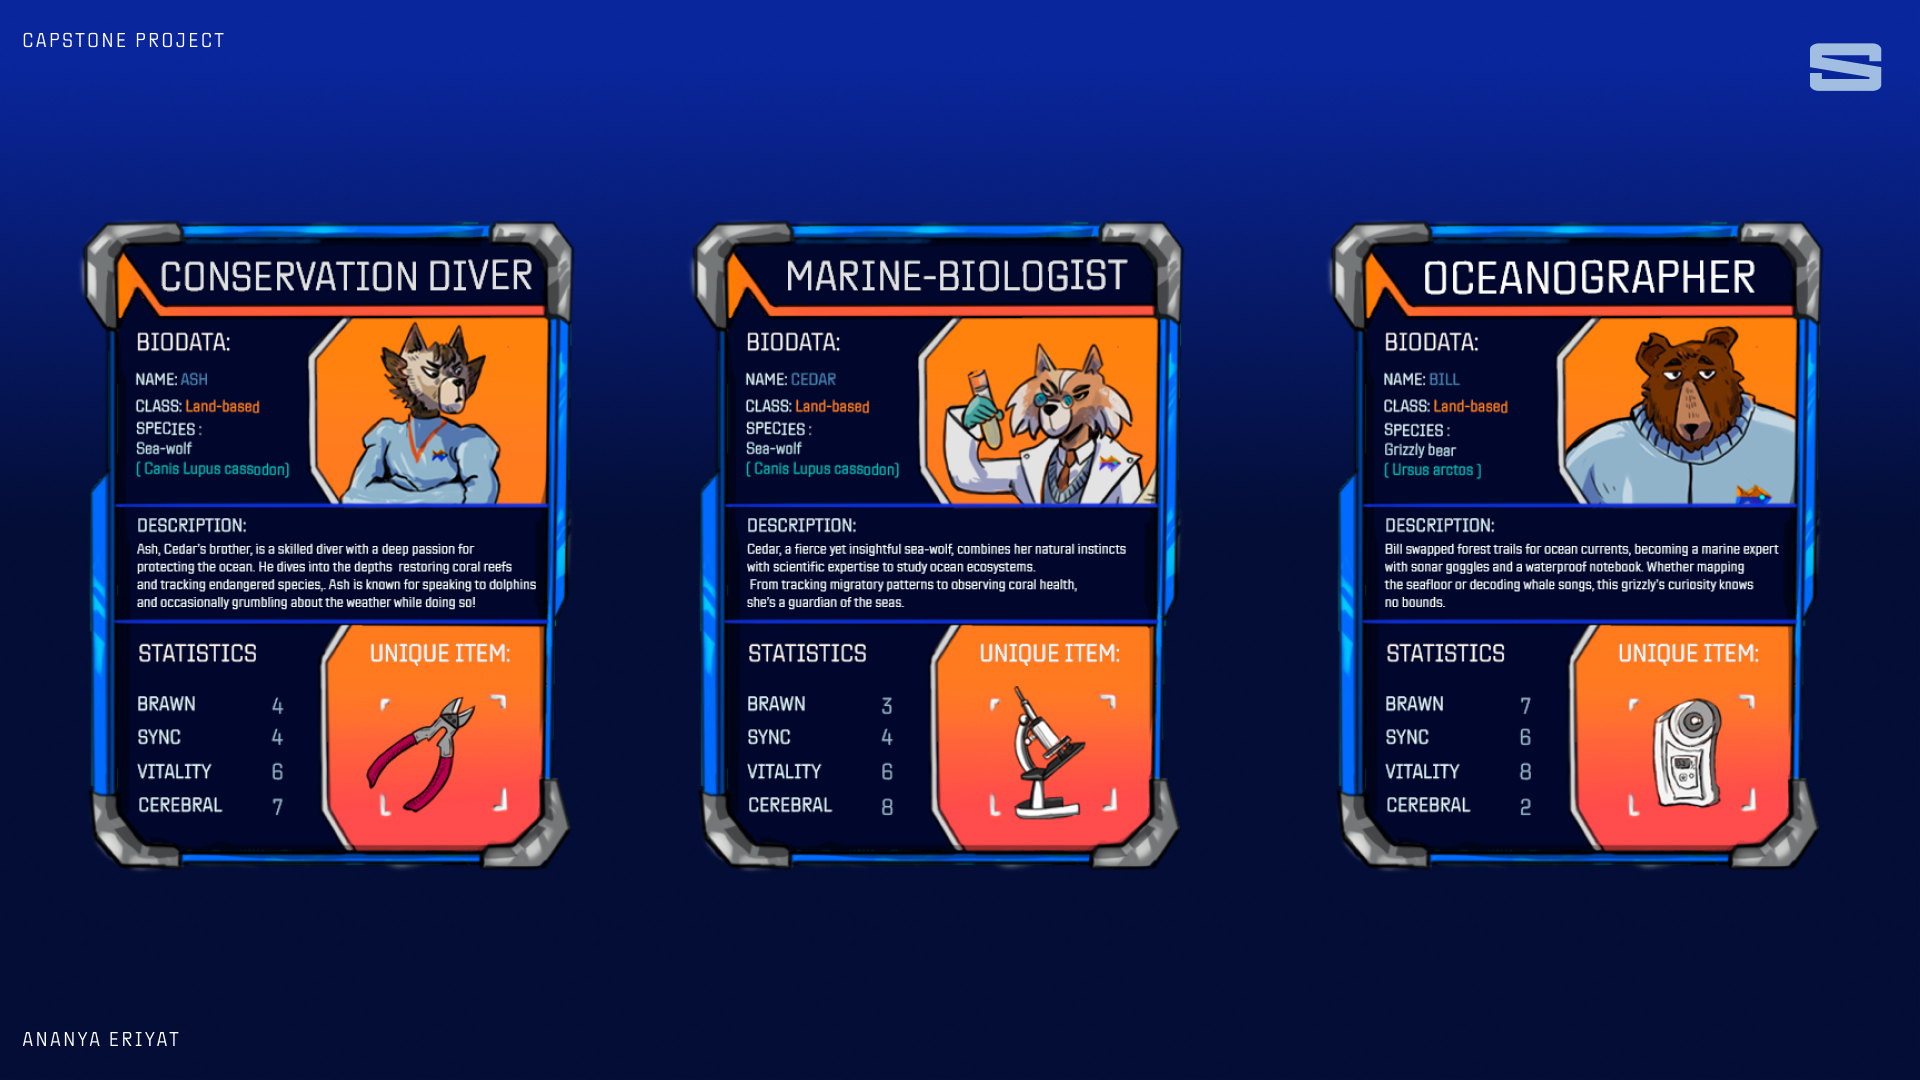 CAPSTONE PROJECT
S
CONSERVATION DIVER
BIODATA:
NAME: ASH
CLASS: Land-based
SPECIES :
Sea-wolf
( Canis Lupus cassodon)
DESCRIPTION:
Ash, Cedar's brother, is a skilled diver with a deep passion for
protecting the ocean. He dives into the depths restoring coral reefs
and tracking endangered species,. Ash is known for speaking to dolphins
and occasionally grumbling about the weather while doing so!
STATISTICS
BRAWN 4
SYNC 4
VITALITY 6
CEREBRAL 7
UNIQUE ITEM:
MARINE-BIOLOGIST
BIODATA:
NAME: CEDAR
CLASS: Land-based
SPECIES :
Sea-wolf
( Canis Lupus cassodon)
DESCRIPTION:
Cedar, a fierce yet insightful sea-wolf, combines her natural instincts
with scientific expertise to study ocean ecosystems.
From tracking migratory patterns to observing coral health,
she's a guardian of the seas.
STATISTICS
BRAWN 3
SYNC 4
VITALITY 6
CEREBRAL 8
UNIQUE ITEM:
OCEANOGRAPHER
BIODATA:
NAME: BILL
CLASS: Land-based
SPECIES :
Grizzly bear
( Ursus arctos )
DESCRIPTION:
Bill swapped forest trails for ocean currents, becoming a marine expert
with sonar goggles and a waterproof notebook. Whether mapping
the seafloor or decoding whale songs, this grizzly's curiosity knows
no bounds.
STATISTICS
BRAWN 7
SYNC 6
VITALITY 8
CEREBRAL 2
UNIQUE ITEM:
ANANYA ERIYAT